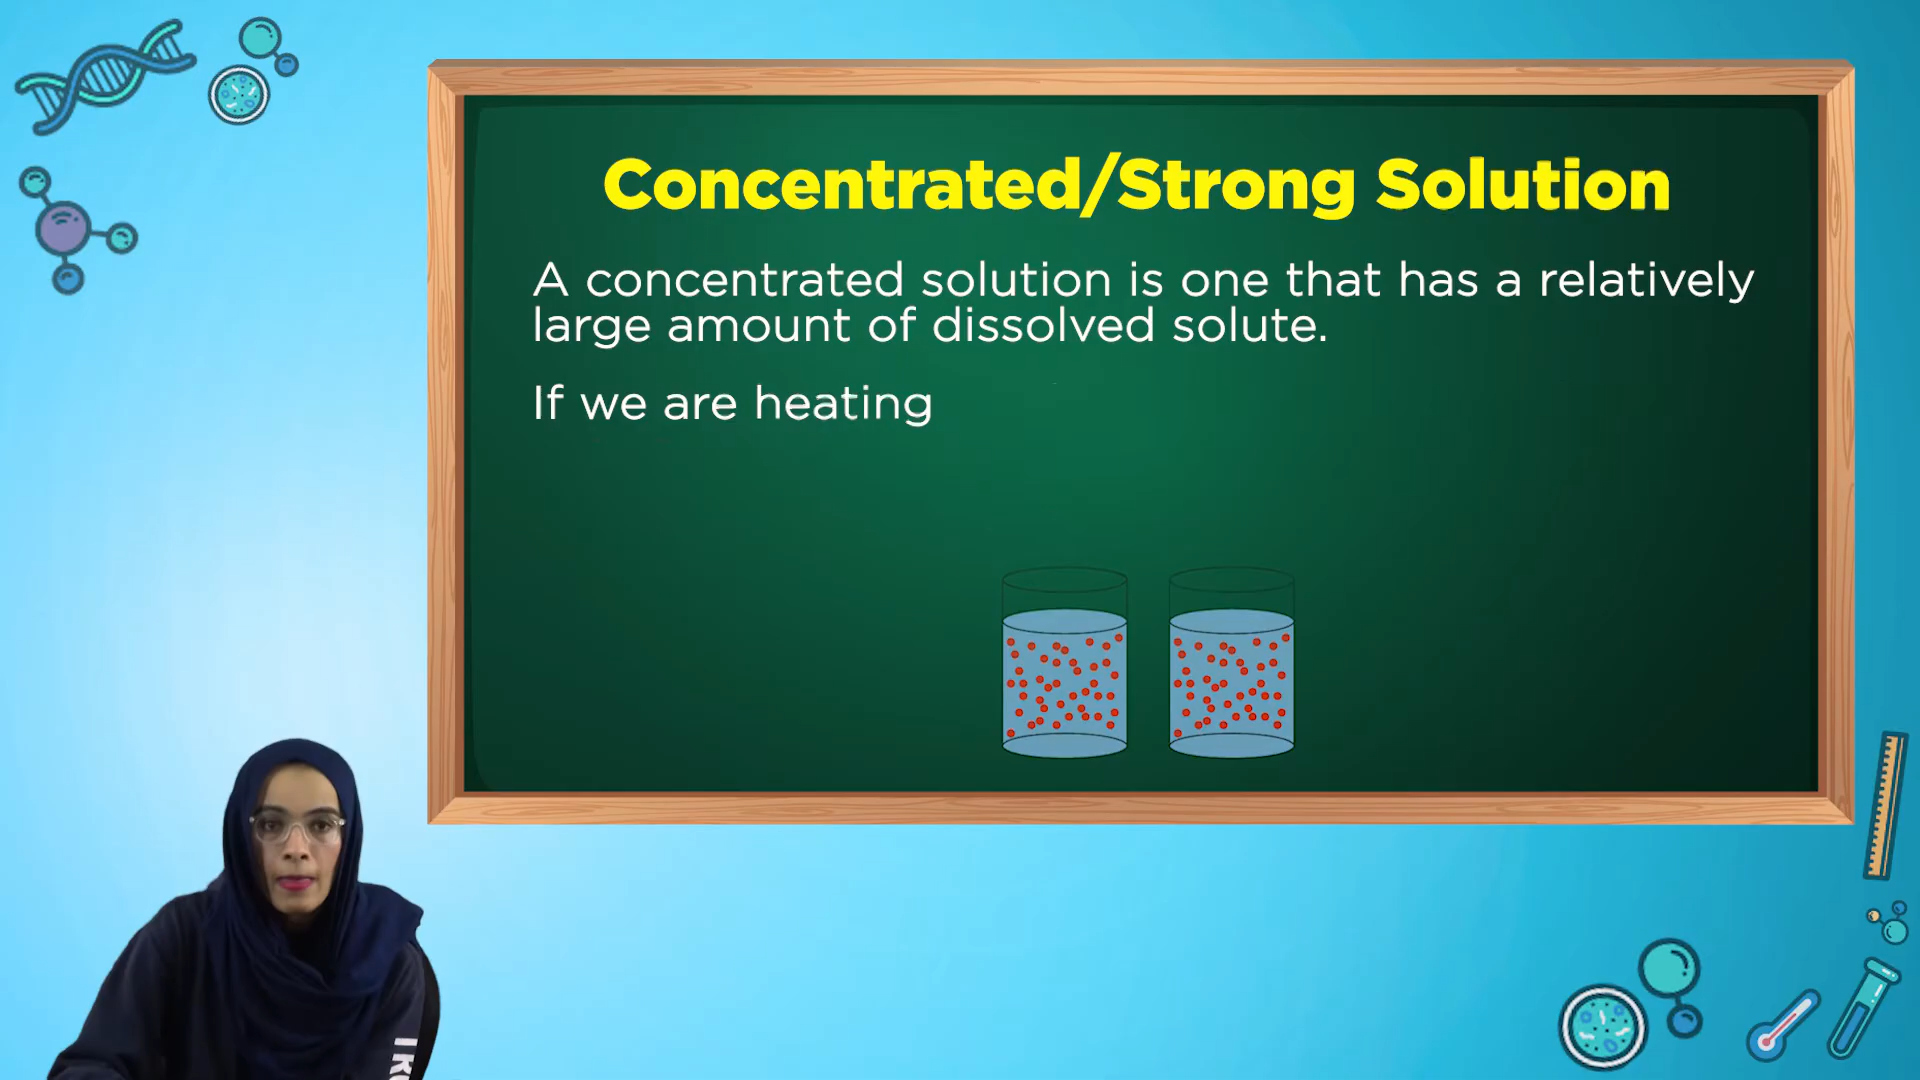 Concentrated/Strong Solution
A concentrated solution is one that has a relatively
large amount of dissolved solute.
If we are heating